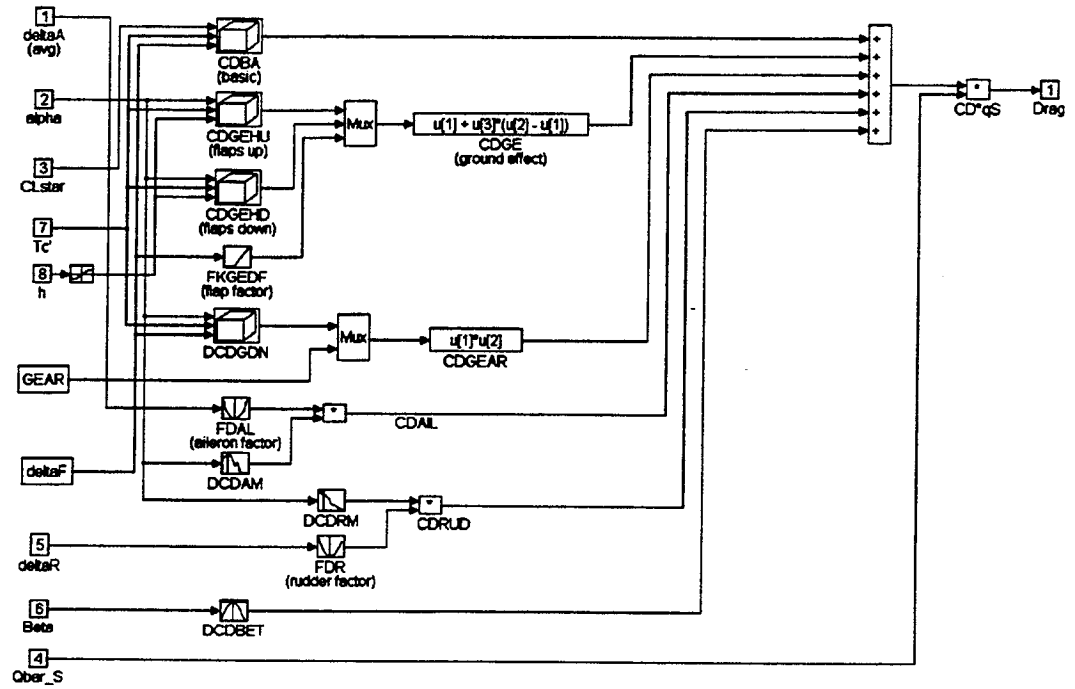 1
deltaA
(avg)
CDBA
(basic)
2
alpha
CDGEHU
(flaps up)
Mux
u[1] + u[3]*(u[2] - u[1])
CDGE
(ground effect)
3
CLstar
CDGEHD
(flaps down)
7
Tc'
8
h
FKGEDF
(flap factor)
DCDGDN
Mux
u[1]*u[2]
CDGEAR
GEAR
FDAL
(aileron factor)
*
CDAIL
deltaF
DCDAM
DCDRM
*
CDRUD
5
deltaR
FDR
(rudder factor)
6
Beta
DCDBET
4
Qbar_S
+
+
+
+
+
+
*
CD*qS
1
Drag